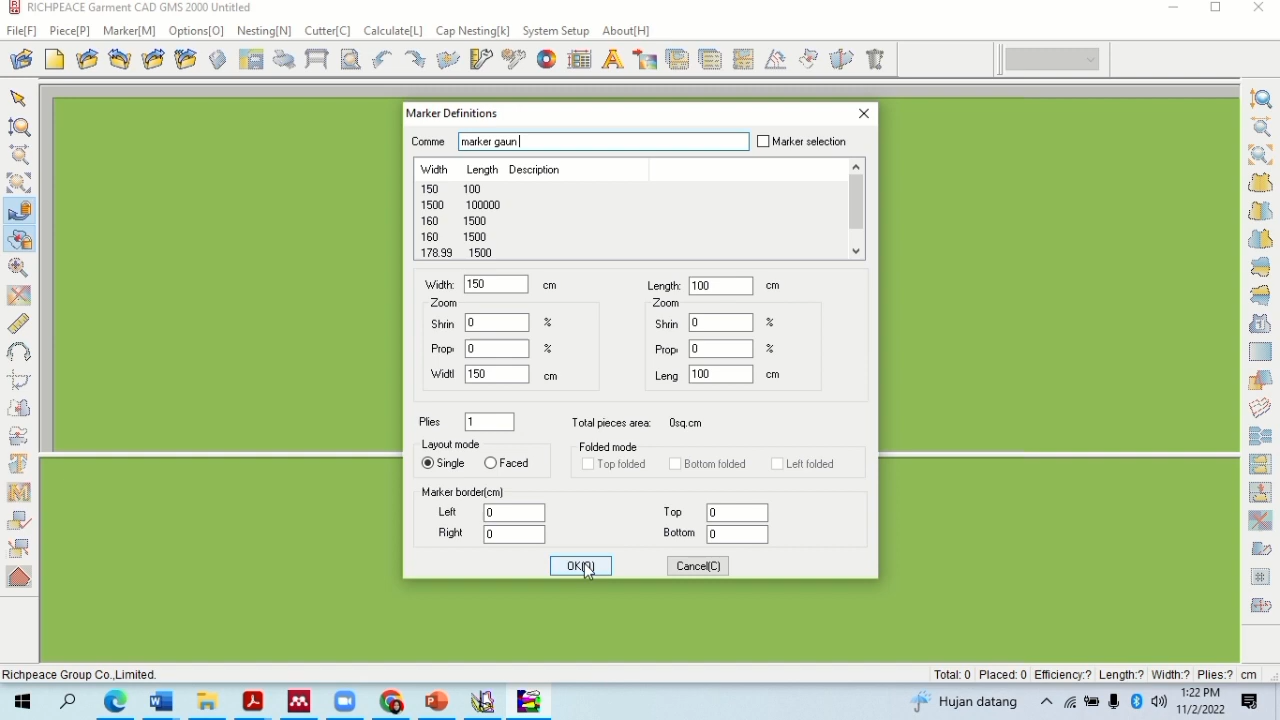 RICHPEACE Garment CAD GMS 2000 Untitled
File[F] Piece[P] Marker[M] Options[O] Nesting[N] Cutter[C] Calculate[L] Cap Nesting[k] System Setup About[H]
Marker Definitions
Comme marker gaun Marker selection
Width Length Description
150 100
1500 100000
160 1500
160 1500
178.99 1500
Width: 150 cm Length: 100 cm
Zoom Zoom
Shrin 0 % Shrin 0 %
Prop 0 % Prop 0 %
Widtl 150 cm Leng 100 cm
Plies 1 Total pieces area: 0sq.cm
Layout mode Folded mode
Single Faced Top folded Bottom folded Left folded
Marker border(cm)
Left 0 Top 0
Right 0 Bottom 0
OK(O) Cancel(C)
Richpeace Group Co.,Limited. Total: 0 Placed: 0 Efficiency:? Length:? Width:? Plies:? cm
Hujan datang 1:22 PM
11/2/2022